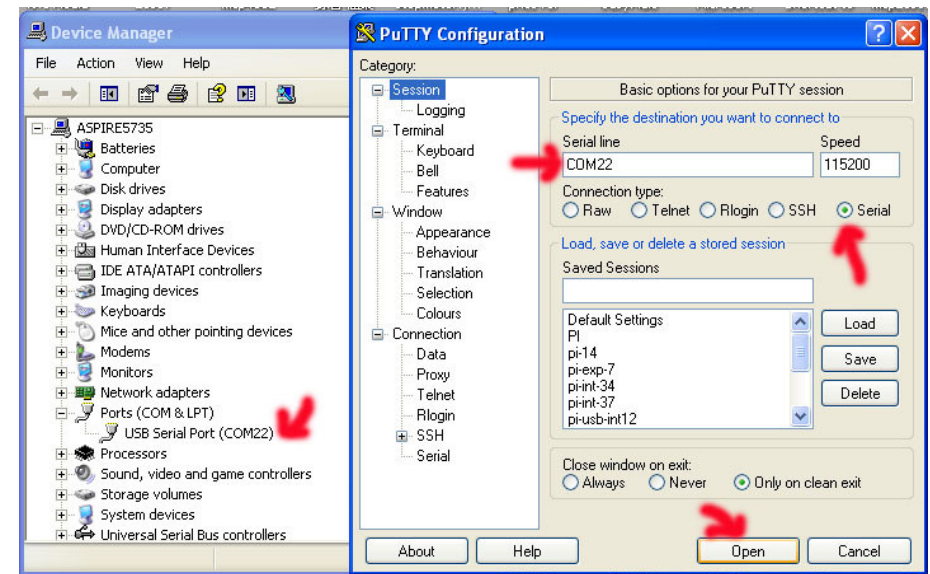 Device Manager
File Action View Help
ASPIRE5735
Batteries
Computer
Disk drives
Display adapters
DVD/CD-ROM drives
Human Interface Devices
IDE ATA/ATAPI controllers
Imaging devices
Keyboards
Mice and other pointing devices
Modems
Monitors
Network adapters
Ports (COM & LPT)
USB Serial Port (COM22)
Processors
Sound, video and game controllers
Storage volumes
System devices
Universal Serial Bus controllers
PuTTY Configuration
Category:
Session
Logging
Terminal
Keyboard
Bell
Features
Window
Appearance
Behaviour
Translation
Selection
Colours
Connection
Data
Proxy
Telnet
Rlogin
SSH
Serial
Basic options for your PuTTY session
Specify the destination you want to connect to
Serial line Speed
COM22 115200
Connection type:
Raw Telnet Rlogin SSH Serial
Load, save or delete a stored session
Saved Sessions
Default Settings
PI
pi-14
pi-exp-7
pi-int-34
pi-int-37
pi-usb-int12
Load
Save
Delete
Close window on exit:
Always Never Only on clean exit
About Help Open Cancel